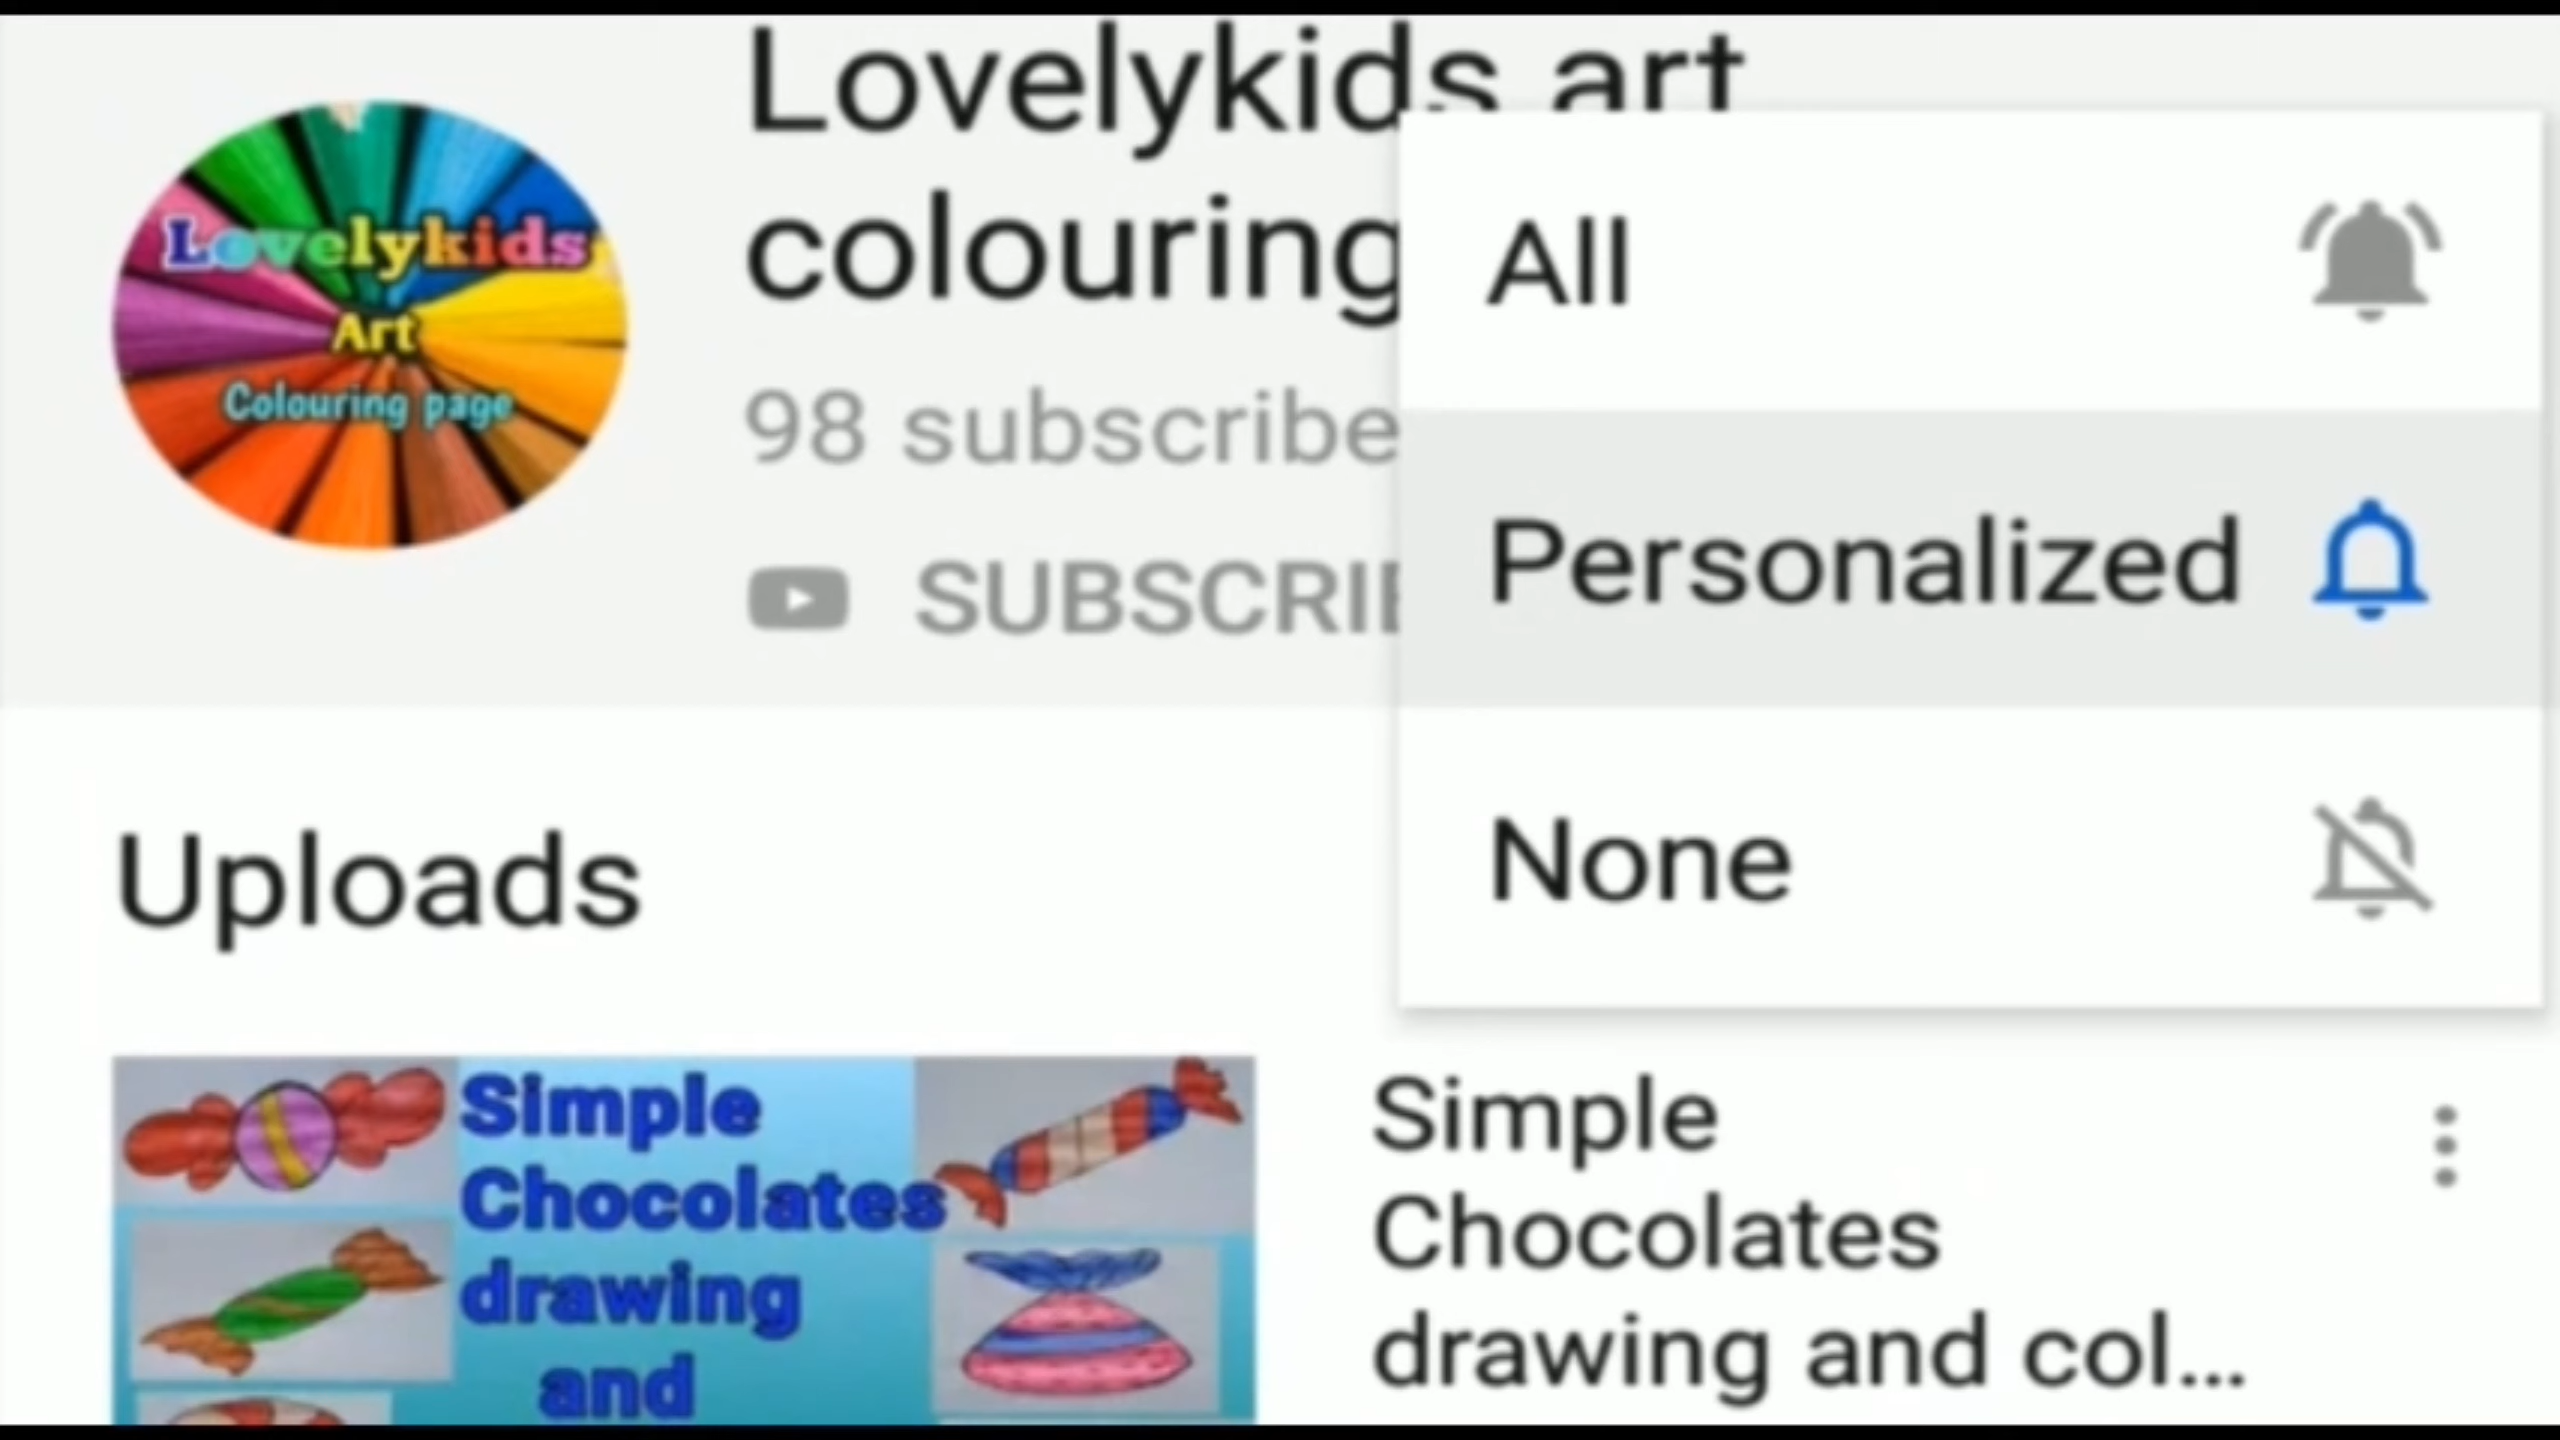 Lovelykids art
colouring
98 subscribe
SUBSCRIB
Lovelykids
Art
Colouring page
All
Personalized
None
Uploads
Simple
Chocolates
drawing
and
Simple
Chocolates
drawing and col...